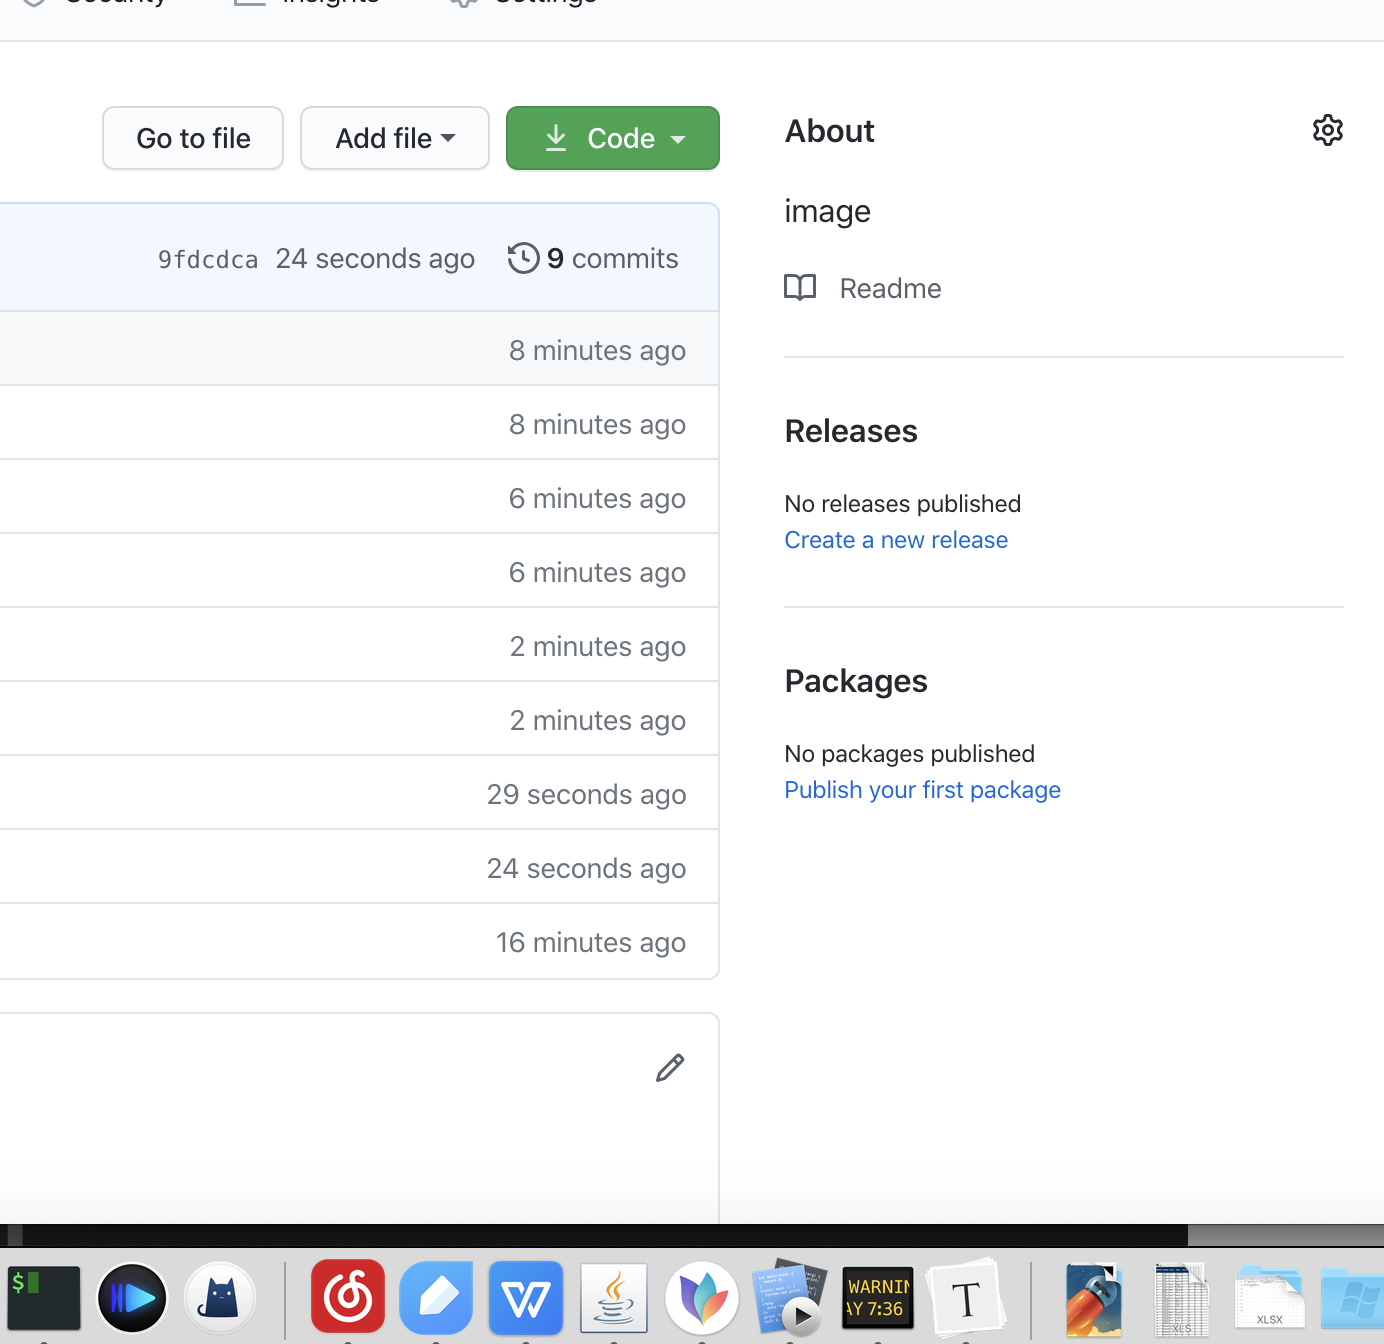 Security Insights Settings
Go to file Add file Code
9fdcdca 24 seconds ago 9 commits
8 minutes ago
8 minutes ago
6 minutes ago
6 minutes ago
2 minutes ago
2 minutes ago
29 seconds ago
24 seconds ago
16 minutes ago
About
image
Readme
Releases
No releases published
Create a new release
Packages
No packages published
Publish your first package
$
WARNIN
AY 7:36
T
XLS
XLSX